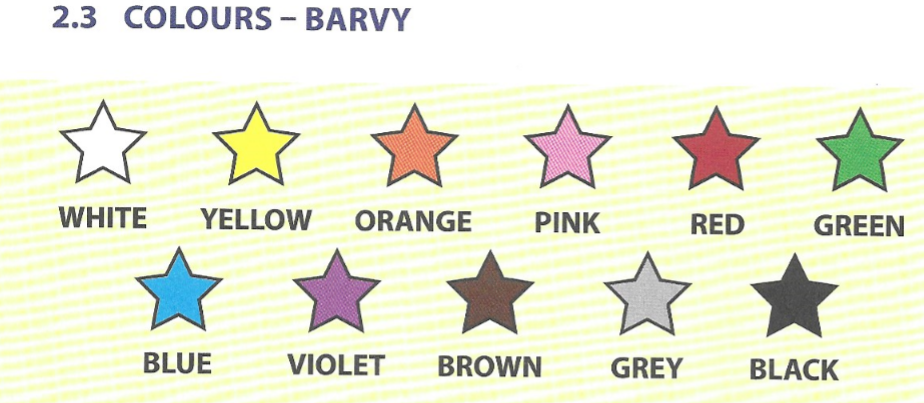 2.3 COLOURS – BARVY
WHITE YELLOW ORANGE PINK RED GREEN
BLUE VIOLET BROWN GREY BLACK